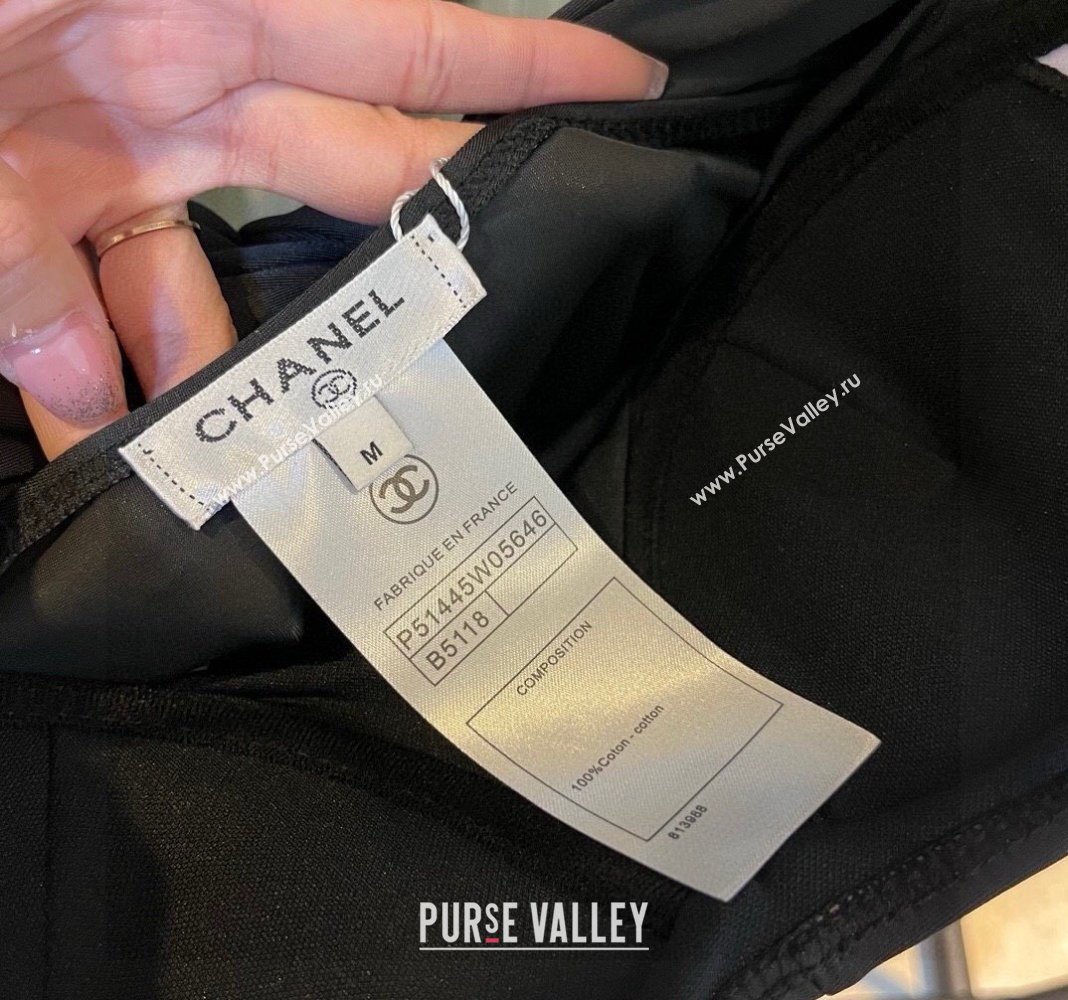 CHANEL
M
FABRIQUE EN FRANCE
P51445W05646
B5118
COMPOSITION
100%Coton - cotton
813988
www.PurseValley.ru
www.PurseValley.ru
PURSE VALLEY